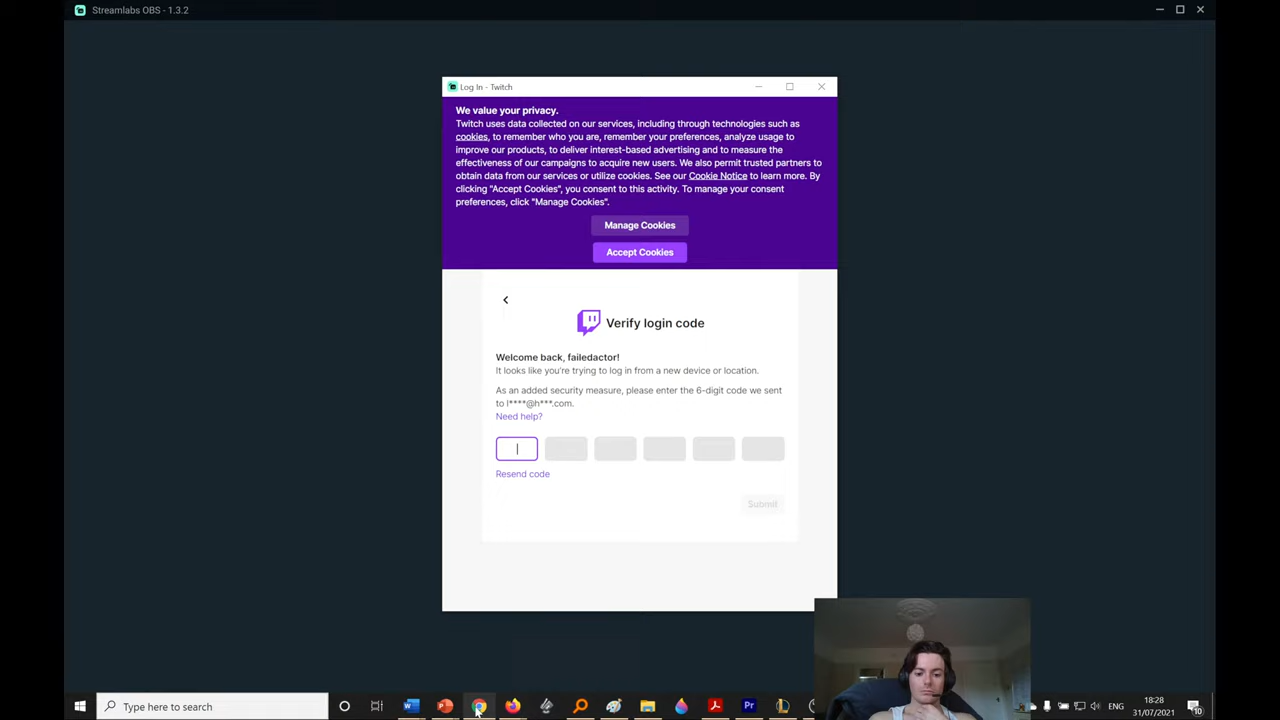 Streamlabs OBS - 1.3.2
Log In - Twitch
We value your privacy.
Twitch uses data collected on our services, including through technologies such as
cookies, to remember who you are, remember your preferences, analyze usage to
improve our products, to deliver interest-based advertising and to measure the
effectiveness of our campaigns to acquire new users. We also permit trusted partners to
obtain data from our services or utilize cookies. See our Cookie Notice to learn more. By
clicking "Accept Cookies", you consent to this activity. To manage your consent
preferences, click "Manage Cookies".
Manage Cookies
Accept Cookies
Verify login code
Welcome back, failedactor!
It looks like you're trying to log in from a new device or location.
As an added security measure, please enter the 6-digit code we sent
to l****@h***.com.
Need help?
Resend code
Submit
Type here to search
ENG
18:28
31/07/2021
10